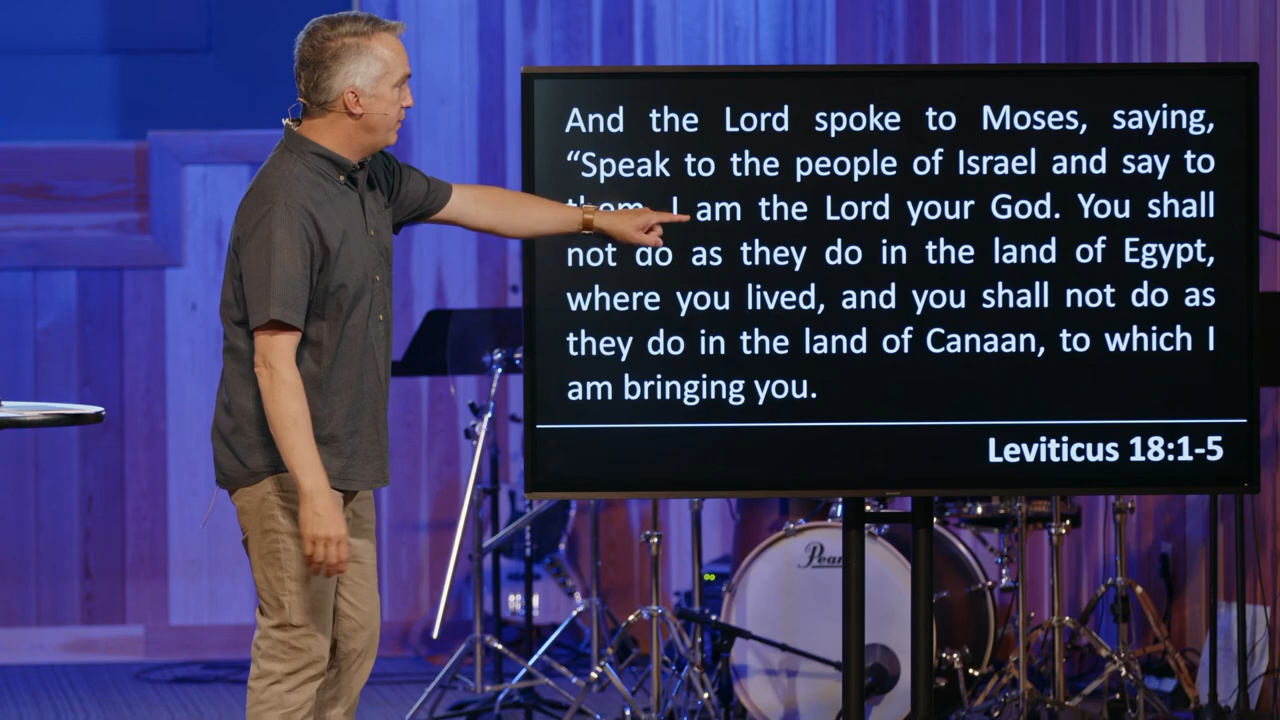 And the Lord spoke to Moses, saying,
“Speak to the people of Israel and say to
them, I am the Lord your God. You shall
not do as they do in the land of Egypt,
where you lived, and you shall not do as
they do in the land of Canaan, to which I
am bringing you.
Leviticus 18:1-5
Pearl